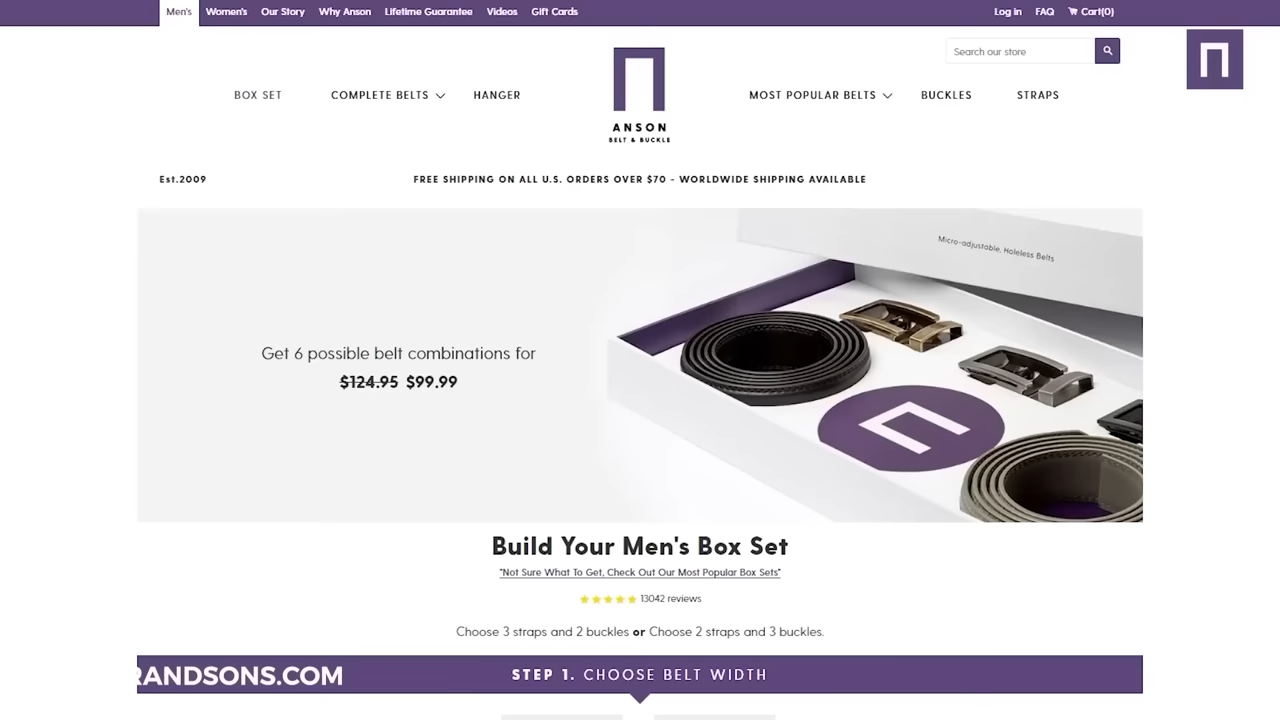 Men's Women's Our Story Why Anson Lifetime Guarantee Videos Gift Cards Log in FAQ Cart(0)
Search our store
BOX SET COMPLETE BELTS HANGER MOST POPULAR BELTS BUCKLES STRAPS
ANSON
BELT & BUCKLE
Est.2009 FREE SHIPPING ON ALL U.S. ORDERS OVER $70 - WORLDWIDE SHIPPING AVAILABLE
Micro-adjustable, Holeless Belts
Get 6 possible belt combinations for
$124.95 $99.99
Build Your Men's Box Set
"Not Sure What To Get, Check Out Our Most Popular Box Sets"
13042 reviews
Choose 3 straps and 2 buckles or Choose 2 straps and 3 buckles.
RANDSONS.COM STEP 1. CHOOSE BELT WIDTH